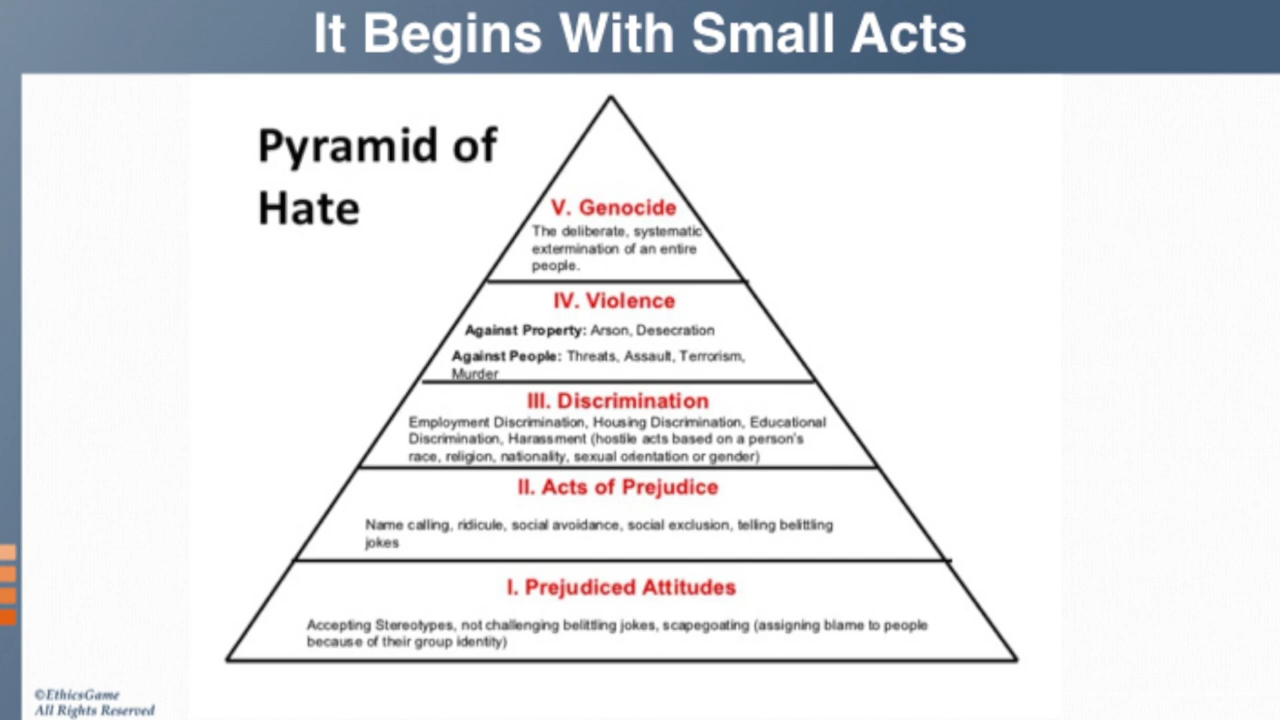 It Begins With Small Acts
Pyramid of
Hate
V. Genocide
The deliberate, systematic
extermination of an entire
people.
IV. Violence
Against Property: Arson, Desecration
Against People: Threats, Assault, Terrorism,
Murder
III. Discrimination
Employment Discrimination, Housing Discrimination, Educational
Discrimination, Harassment (hostile acts based on a person's
race, religion, nationality, sexual orientation or gender)
II. Acts of Prejudice
Name calling, ridicule, social avoidance, social exclusion, telling belittling
jokes
I. Prejudiced Attitudes
Accepting Stereotypes, not challenging belittling jokes, scapegoating (assigning blame to people
because of their group identity)
©EthicsGame
All Rights Reserved